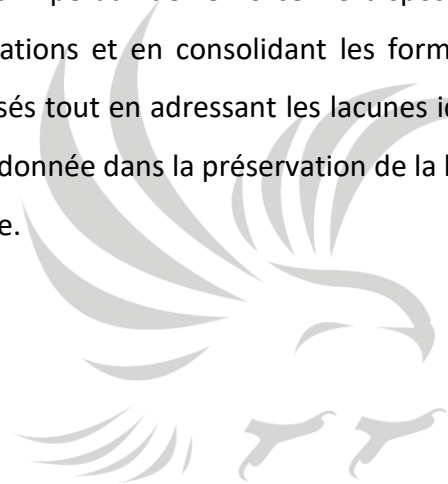 ations et en consolidant les form
sés tout en adressant les lacunes i
donnée dans la préservation de la
e.